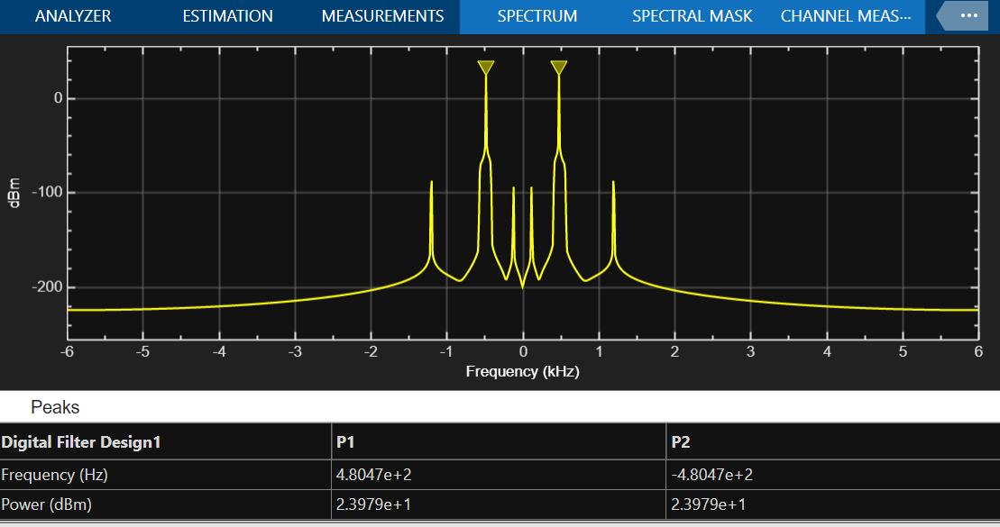 ANALYZER ESTIMATION MEASUREMENTS SPECTRUM SPECTRAL MASK CHANNEL MEAS... ...
0
-100
-200
dBm
-6 -5 -4 -3 -2 -1 0 1 2 3 4 5 6
Frequency (kHz)
Peaks
Digital Filter Design1 P1 P2
Frequency (Hz) 4.8047e+2 -4.8047e+2
Power (dBm) 2.3979e+1 2.3979e+1